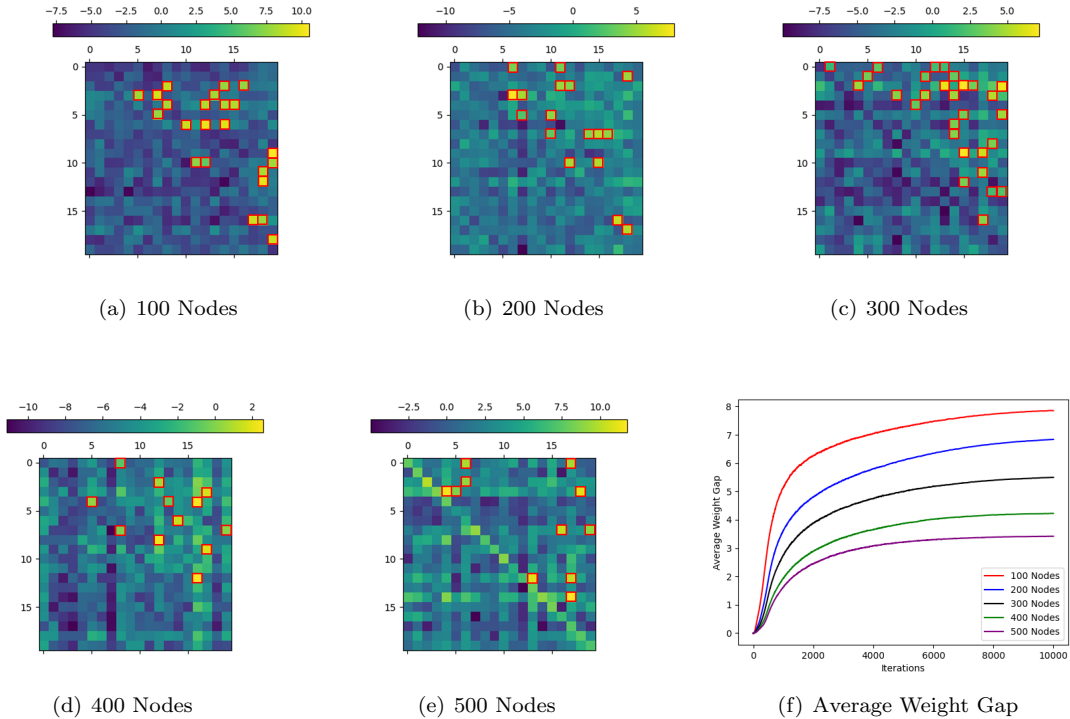 −7.5 −5.0 −2.5 0.0 2.5 5.0 7.5 10.0
0 5 10 15
0
5
10
15
(a) 100 Nodes
−10 −5 0 5
0 5 10 15
0
5
10
15
(b) 200 Nodes
−7.5 −5.0 −2.5 0.0 2.5 5.0 7.5
0 5 10 15
0
5
10
15
(c) 300 Nodes
−10 −8 −6 −4 −2 0 2
0 5 10 15
0
5
10
15
(d) 400 Nodes
−2.5 0.0 2.5 5.0 7.5 10.0
0 5 10 15
0
5
10
15
(e) 500 Nodes
8
7
6
5
4
3
2
1
0
Average Weight Gap
100 Nodes
200 Nodes
300 Nodes
400 Nodes
500 Nodes
0 2000 4000 6000 8000 10000
Iterations
(f) Average Weight Gap